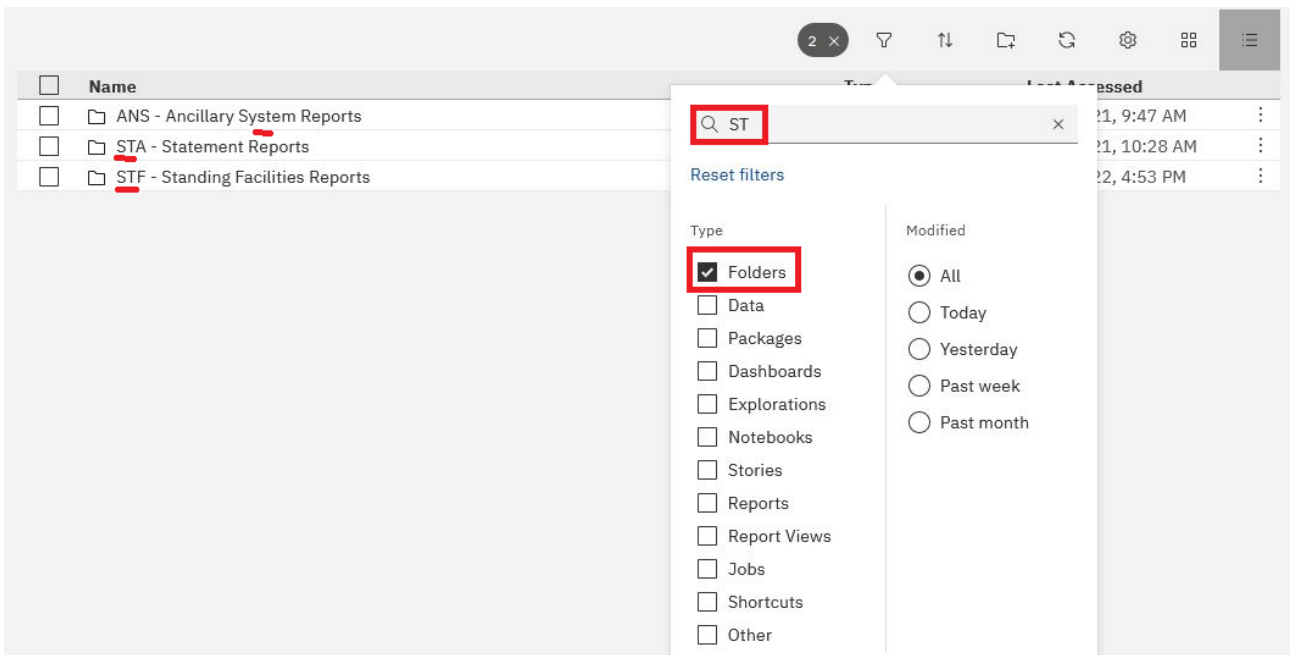 2 ×
Name
Last Accessed
ANS - Ancillary System Reports
21, 9:47 AM
STA - Statement Reports
21, 10:28 AM
STF - Standing Facilities Reports
22, 4:53 PM
ST
Reset filters
Type
Folders
Data
Packages
Dashboards
Explorations
Notebooks
Stories
Reports
Report Views
Jobs
Shortcuts
Other
Modified
All
Today
Yesterday
Past week
Past month